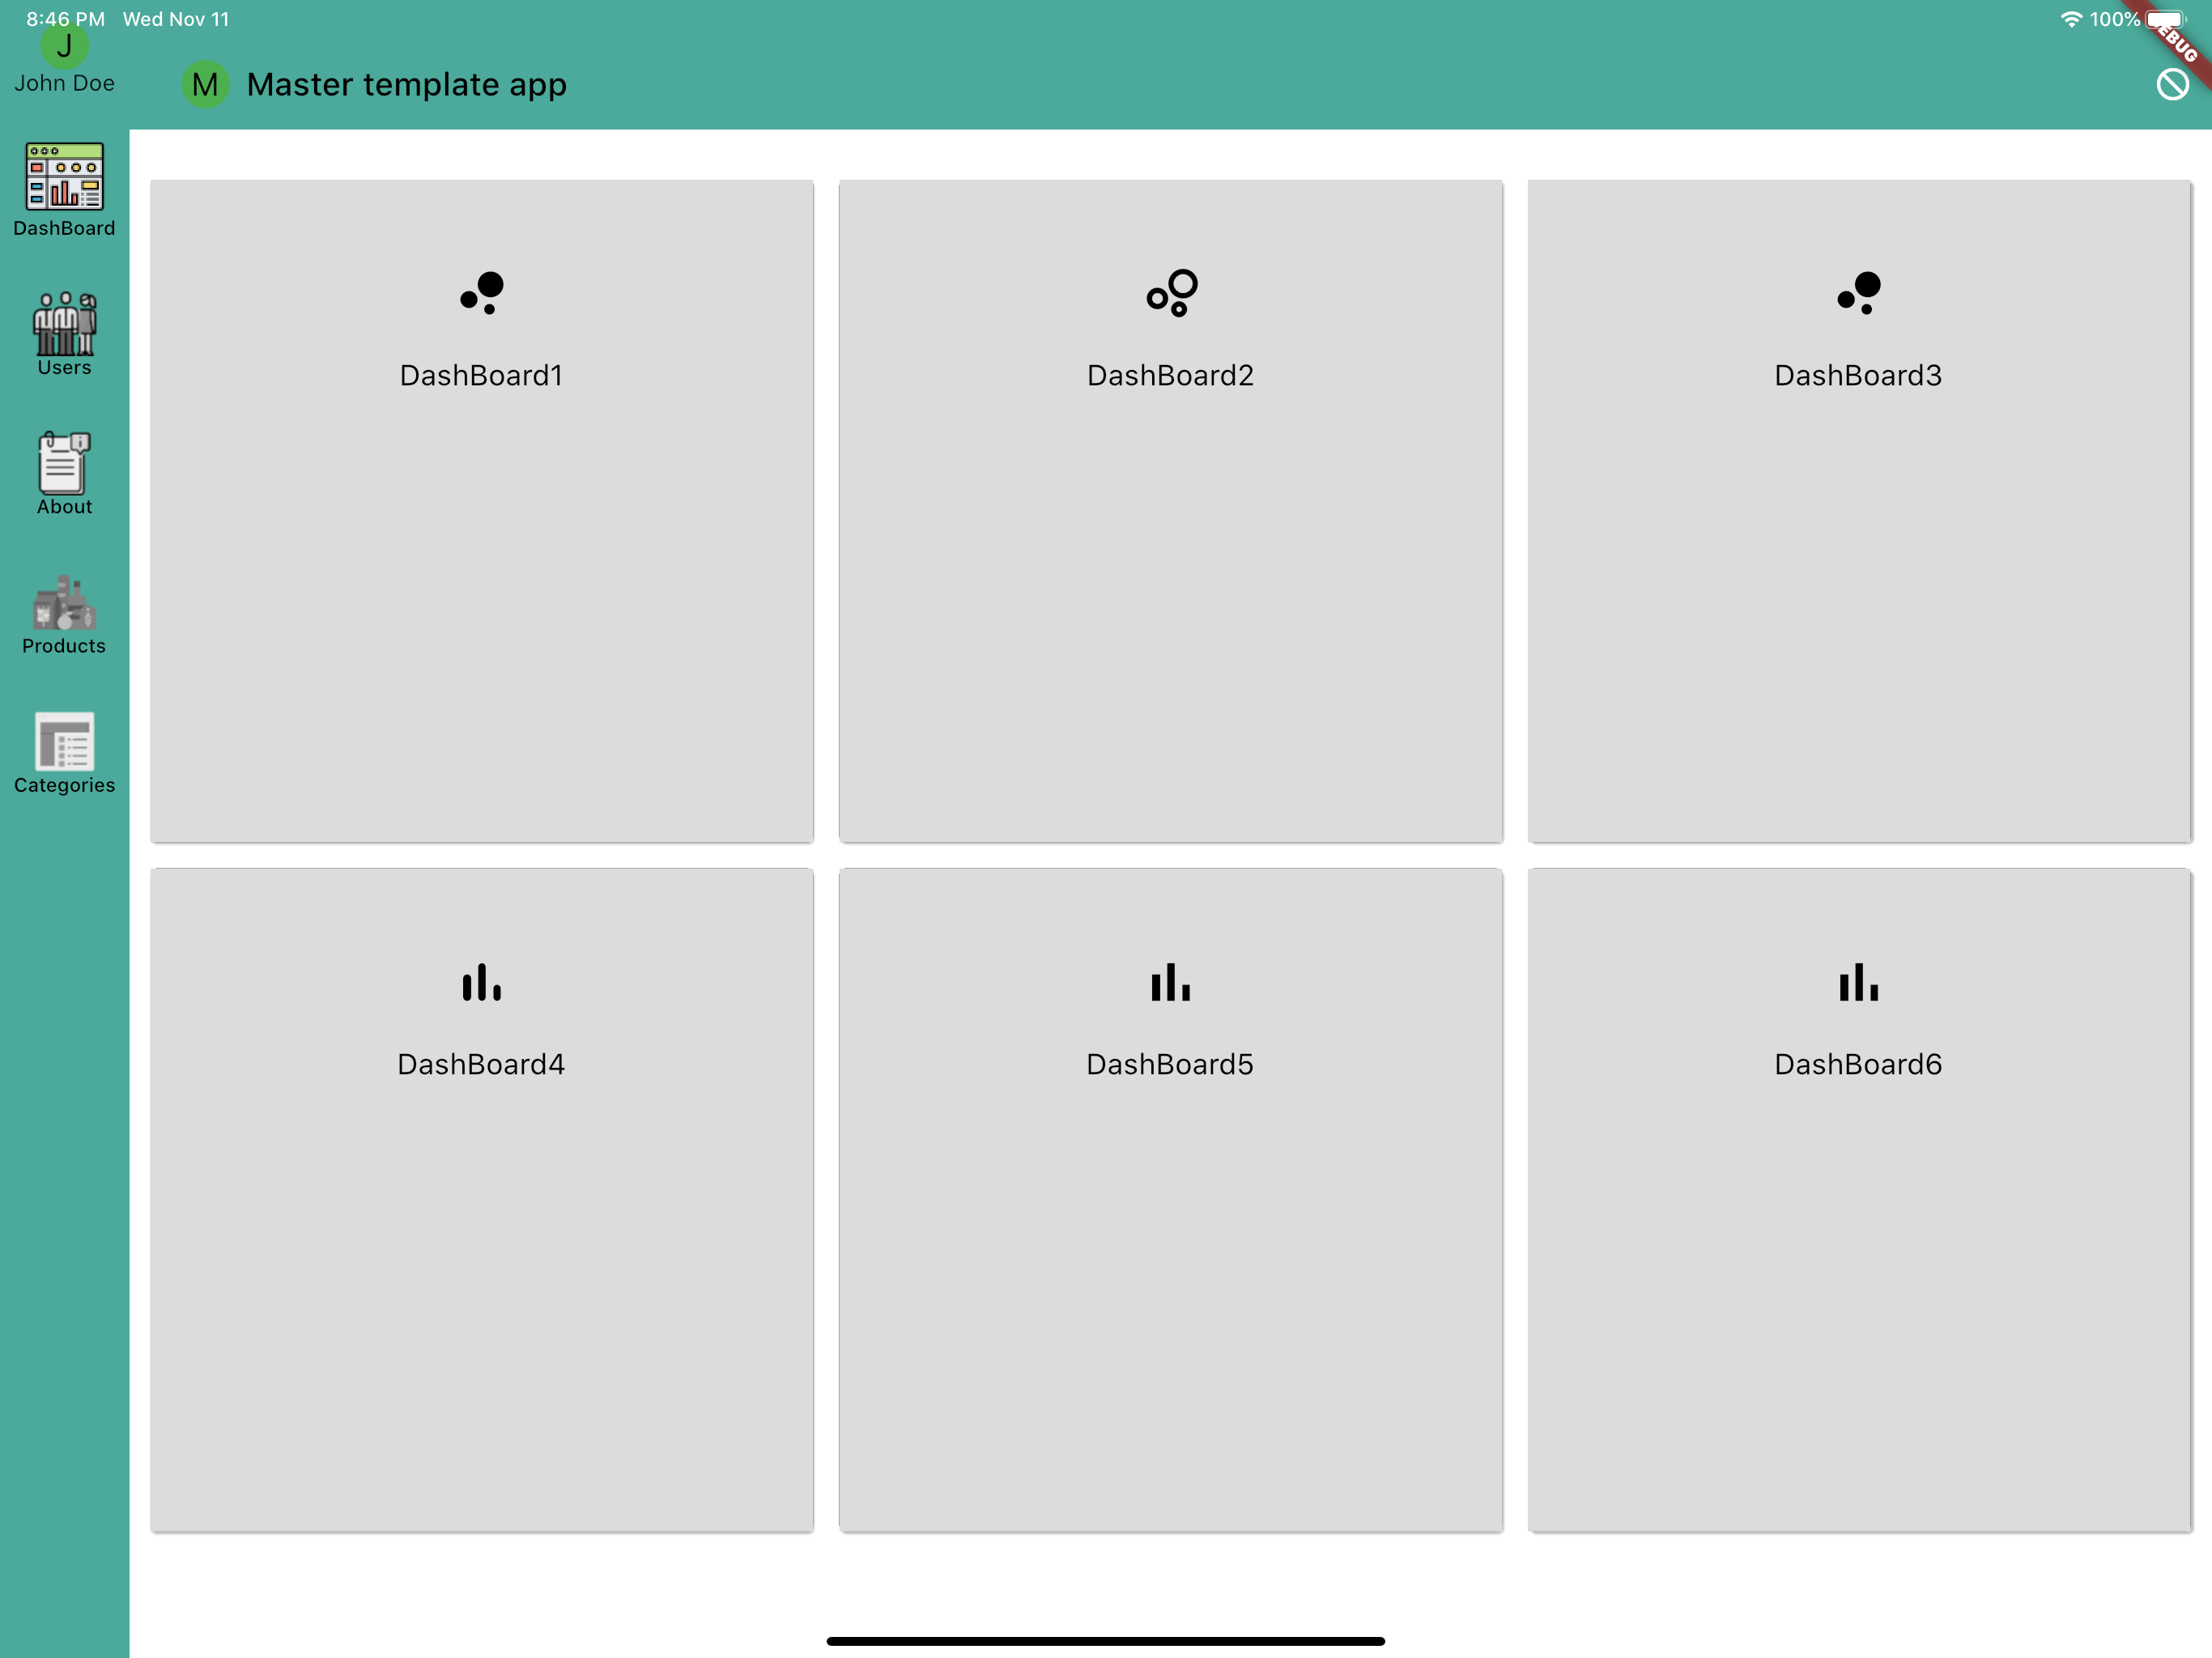 8:46 PM Wed Nov 11
100%
J
John Doe
M Master template app
DashBoard
Users
About
Products
Categories
DashBoard1
DashBoard2
DashBoard3
DashBoard4
DashBoard5
DashBoard6